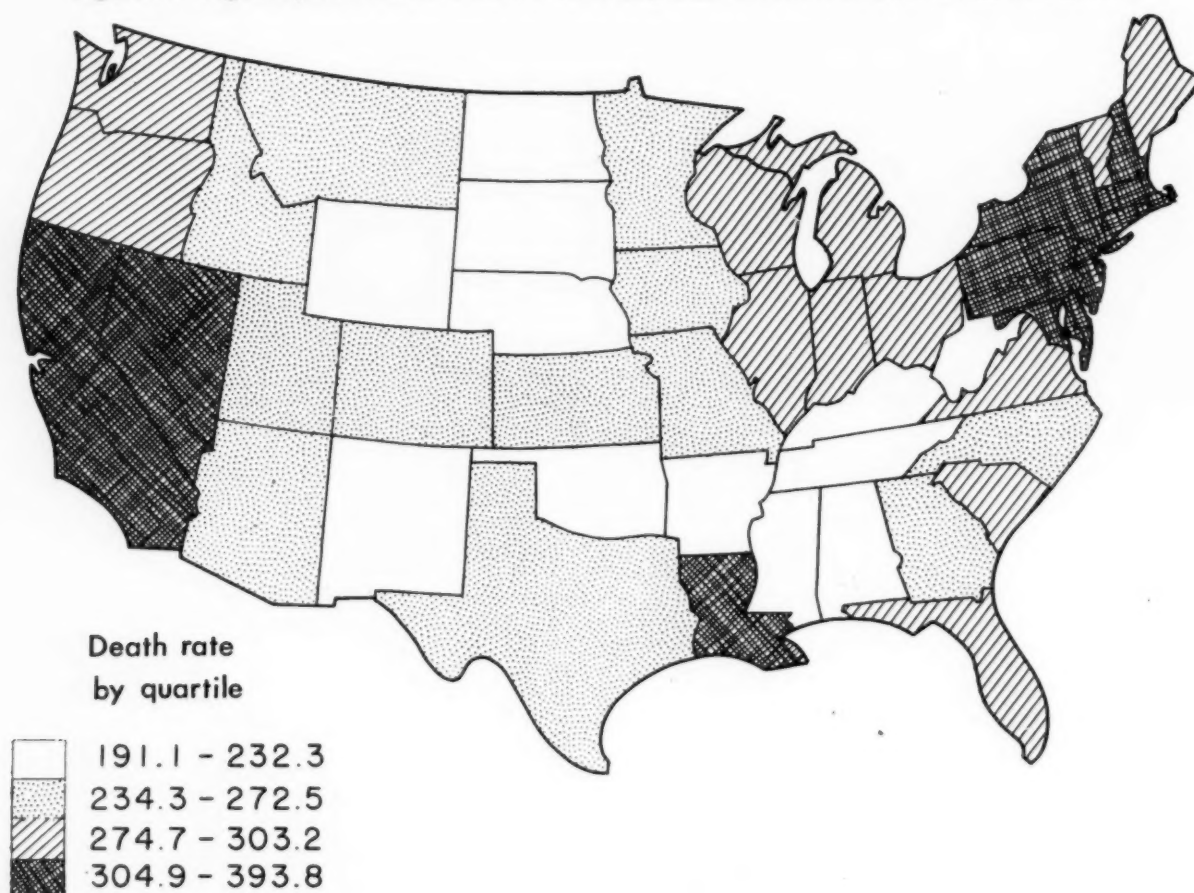 Death rate
by quartile
191.1 - 232.3
234.3 - 272.5
274.7 - 303.2
304.9 - 393.8